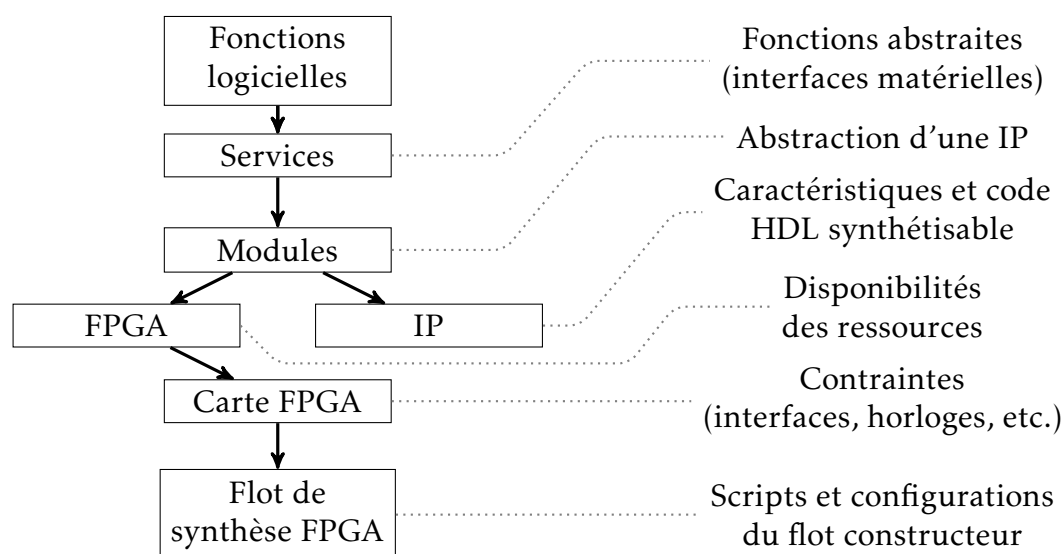 Fonctions
logicielles
Fonctions abstraites
(interfaces matérielles)
Services
Abstraction d’une IP
Modules
Caractéristiques et code
HDL synthétisable
FPGA
IP
Disponibilités
des ressources
Carte FPGA
Contraintes
(interfaces, horloges, etc.)
Flot de
synthèse FPGA
Scripts et configurations
du flot constructeur